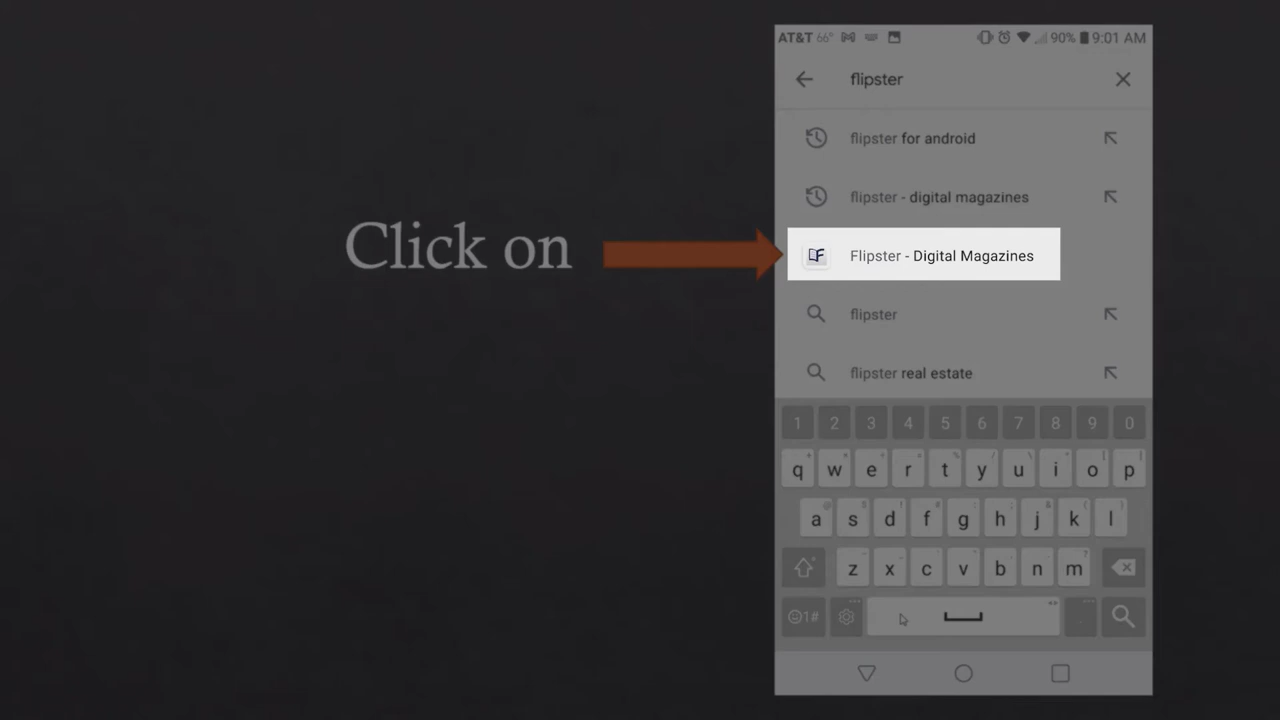 AT&T 66° 90% 9:01 AM
flipster
flipster for android
flipster - digital magazines
Click on
Flipster - Digital Magazines
flipster
flipster real estate
1 2 3 4 5 6 7 8 9 0
q w e r t y u i o p
a s d f g h j k l
z x c v b n m
1# .